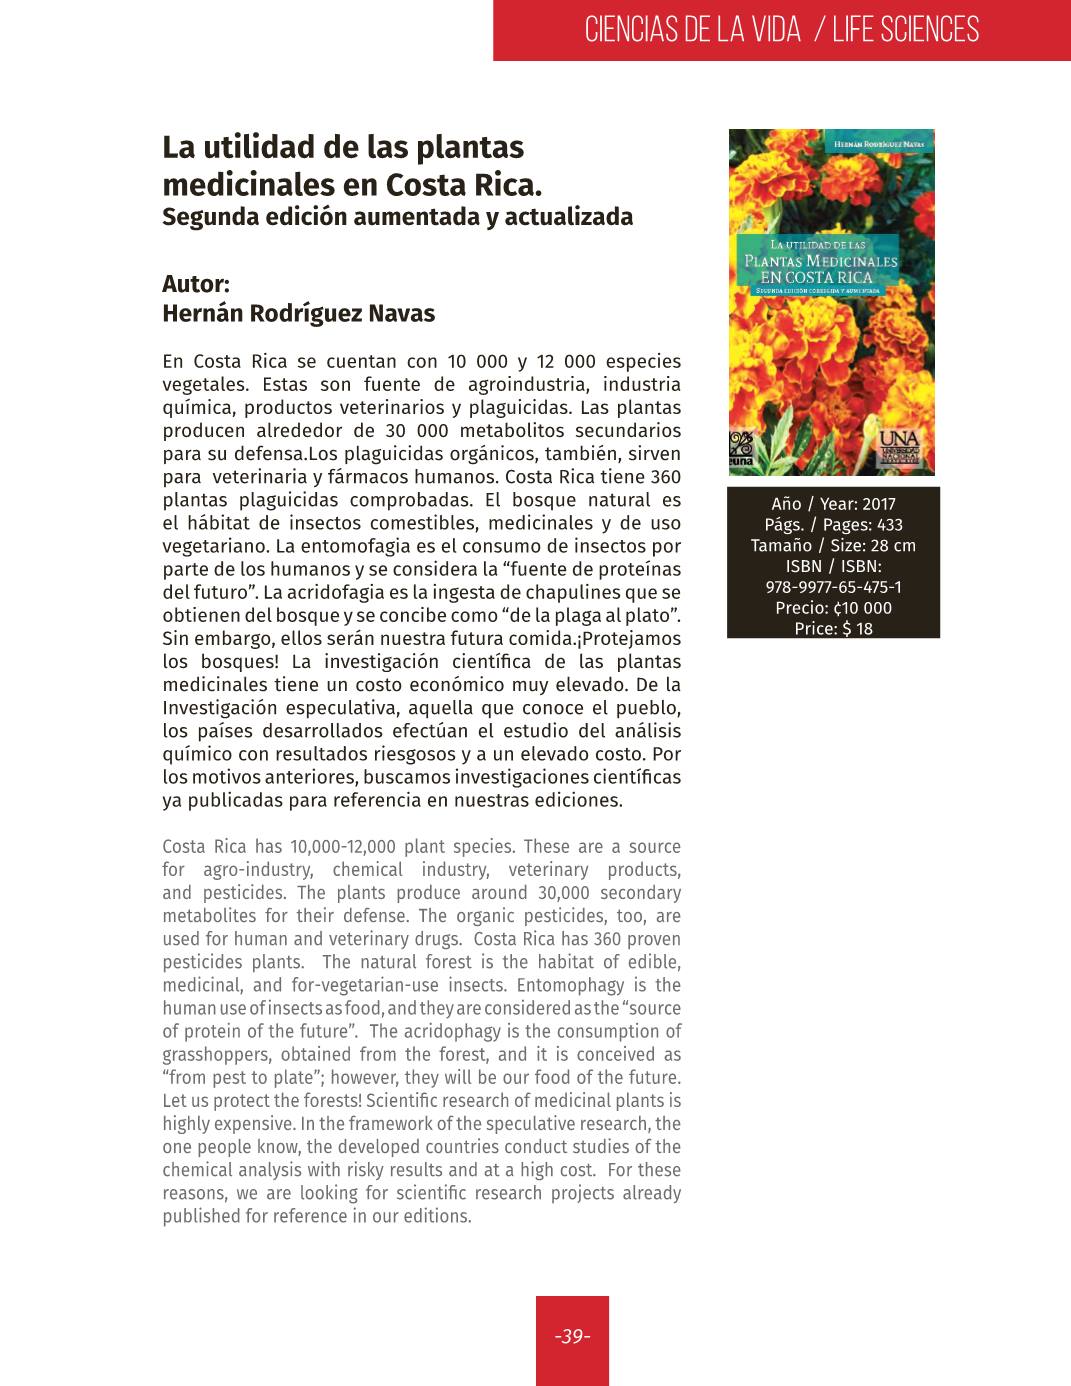 CIENCIAS DE LA VIDA / LIFE SCIENCES
La utilidad de las plantas
medicinales en Costa Rica.
Segunda edición aumentada y actualizada
Autor:
Hernán Rodríguez Navas
En Costa Rica se cuentan con 10 000 y 12 000 especies
vegetales. Estas son fuente de agroindustria, industria
química, productos veterinarios y plaguicidas. Las plantas
producen alrededor de 30 000 metabolitos secundarios
para su defensa.Los plaguicidas orgánicos, también, sirven
para veterinaria y fármacos humanos. Costa Rica tiene 360
plantas plaguicidas comprobadas. El bosque natural es
el hábitat de insectos comestibles, medicinales y de uso
vegetariano. La entomofagia es el consumo de insectos por
parte de los humanos y se considera la “fuente de proteínas
del futuro”. La acridofagia es la ingesta de chapulines que se
obtienen del bosque y se concibe como “de la plaga al plato”.
Sin embargo, ellos serán nuestra futura comida.¡Protejamos
los bosques! La investigación científica de las plantas
medicinales tiene un costo económico muy elevado. De la
Investigación especulativa, aquella que conoce el pueblo,
los países desarrollados efectúan el estudio del análisis
químico con resultados riesgosos y a un elevado costo. Por
los motivos anteriores, buscamos investigaciones científicas
ya publicadas para referencia en nuestras ediciones.
Costa Rica has 10,000-12,000 plant species. These are a source
for agro-industry, chemical industry, veterinary products,
and pesticides. The plants produce around 30,000 secondary
metabolites for their defense. The organic pesticides, too, are
used for human and veterinary drugs. Costa Rica has 360 proven
pesticides plants. The natural forest is the habitat of edible,
medicinal, and for-vegetarian-use insects. Entomophagy is the
human use of insects as food, and they are considered as the “source
of protein of the future”. The acridophagy is the consumption of
grasshoppers, obtained from the forest, and it is conceived as
“from pest to plate”; however, they will be our food of the future.
Let us protect the forests! Scientific research of medicinal plants is
highly expensive. In the framework of the speculative research, the
one people know, the developed countries conduct studies of the
chemical analysis with risky results and at a high cost. For these
reasons, we are looking for scientific research projects already
published for reference in our editions.
Hernán Rodríguez Navas
La utilidad de las
Plantas Medicinales
en Costa Rica
Segunda edición corregida y aumentada
euna
UNA
UNIVERSIDAD
NACIONAL
Año / Year: 2017
Págs. / Pages: 433
Tamaño / Size: 28 cm
ISBN / ISBN:
978-9977-65-475-1
Precio: ¢10 000
Price: $ 18
-39-